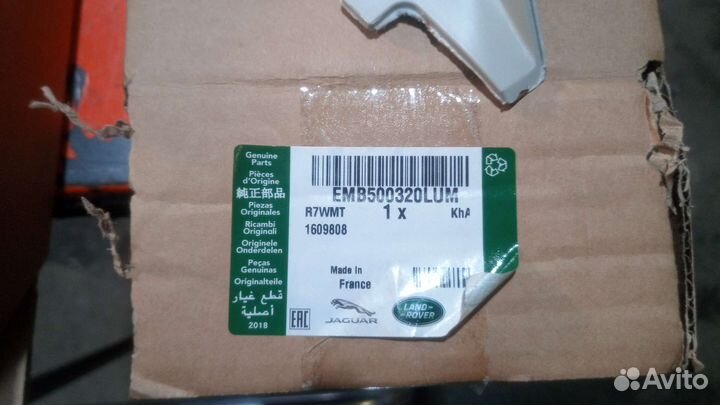 Genuine
Parts
Pièces
d'Origine
純正部品
Piezas
Originales
Ricambi
Originali
Originele
Onderdelen
Peças
Genuinas
Originalteile
قطع غيار
أصلية
2018
EMB500320LUM
R7WMT 1 x KhA
1609808
Made In
France
EAC
JAGUAR
LAND-
-ROVER
Avito